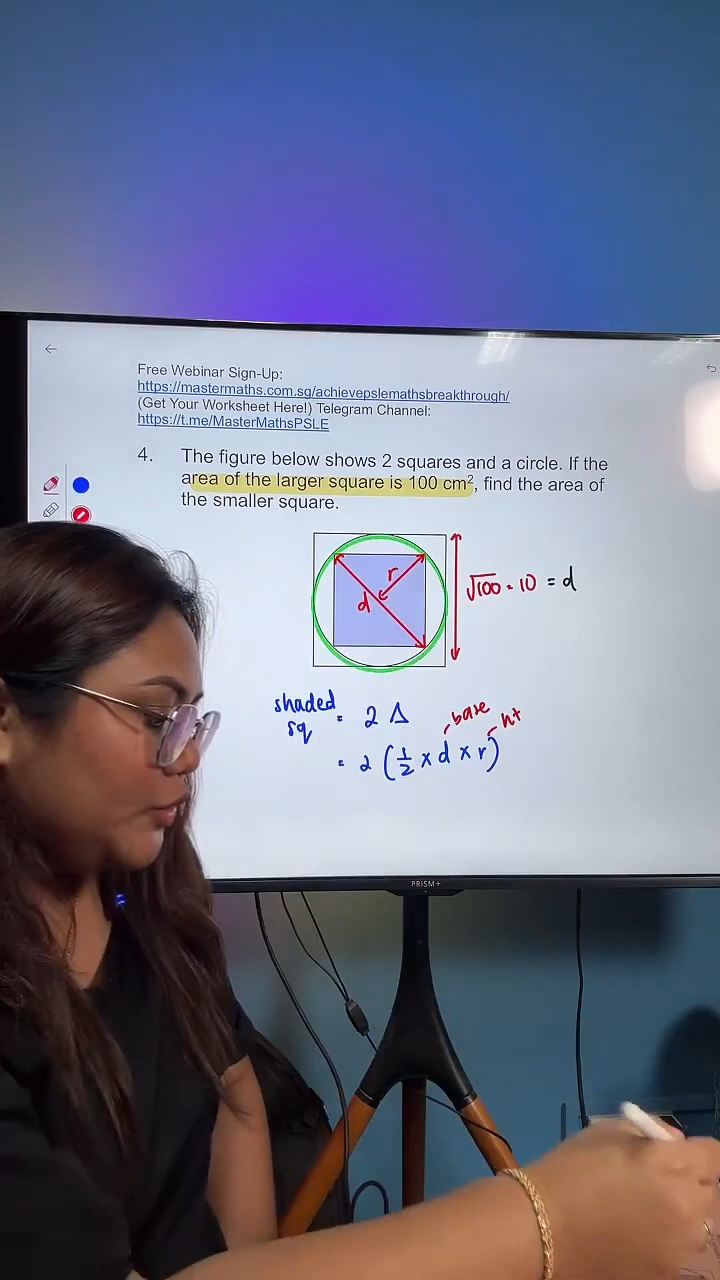 Free Webinar Sign-Up:
https://mastermaths.com.sg/achievepslemathsbreakthrough/
(Get Your Worksheet Here!) Telegram Channel:
https://t.me/MasterMathsPSLE
4. The figure below shows 2 squares and a circle. If the
area of the larger square is 100 cm², find the area of
the smaller square.
r
d
√100 = 10 = d
shaded
sq = 2 Δ
base
ht
= 2 (½ × d × r)
PRISM+